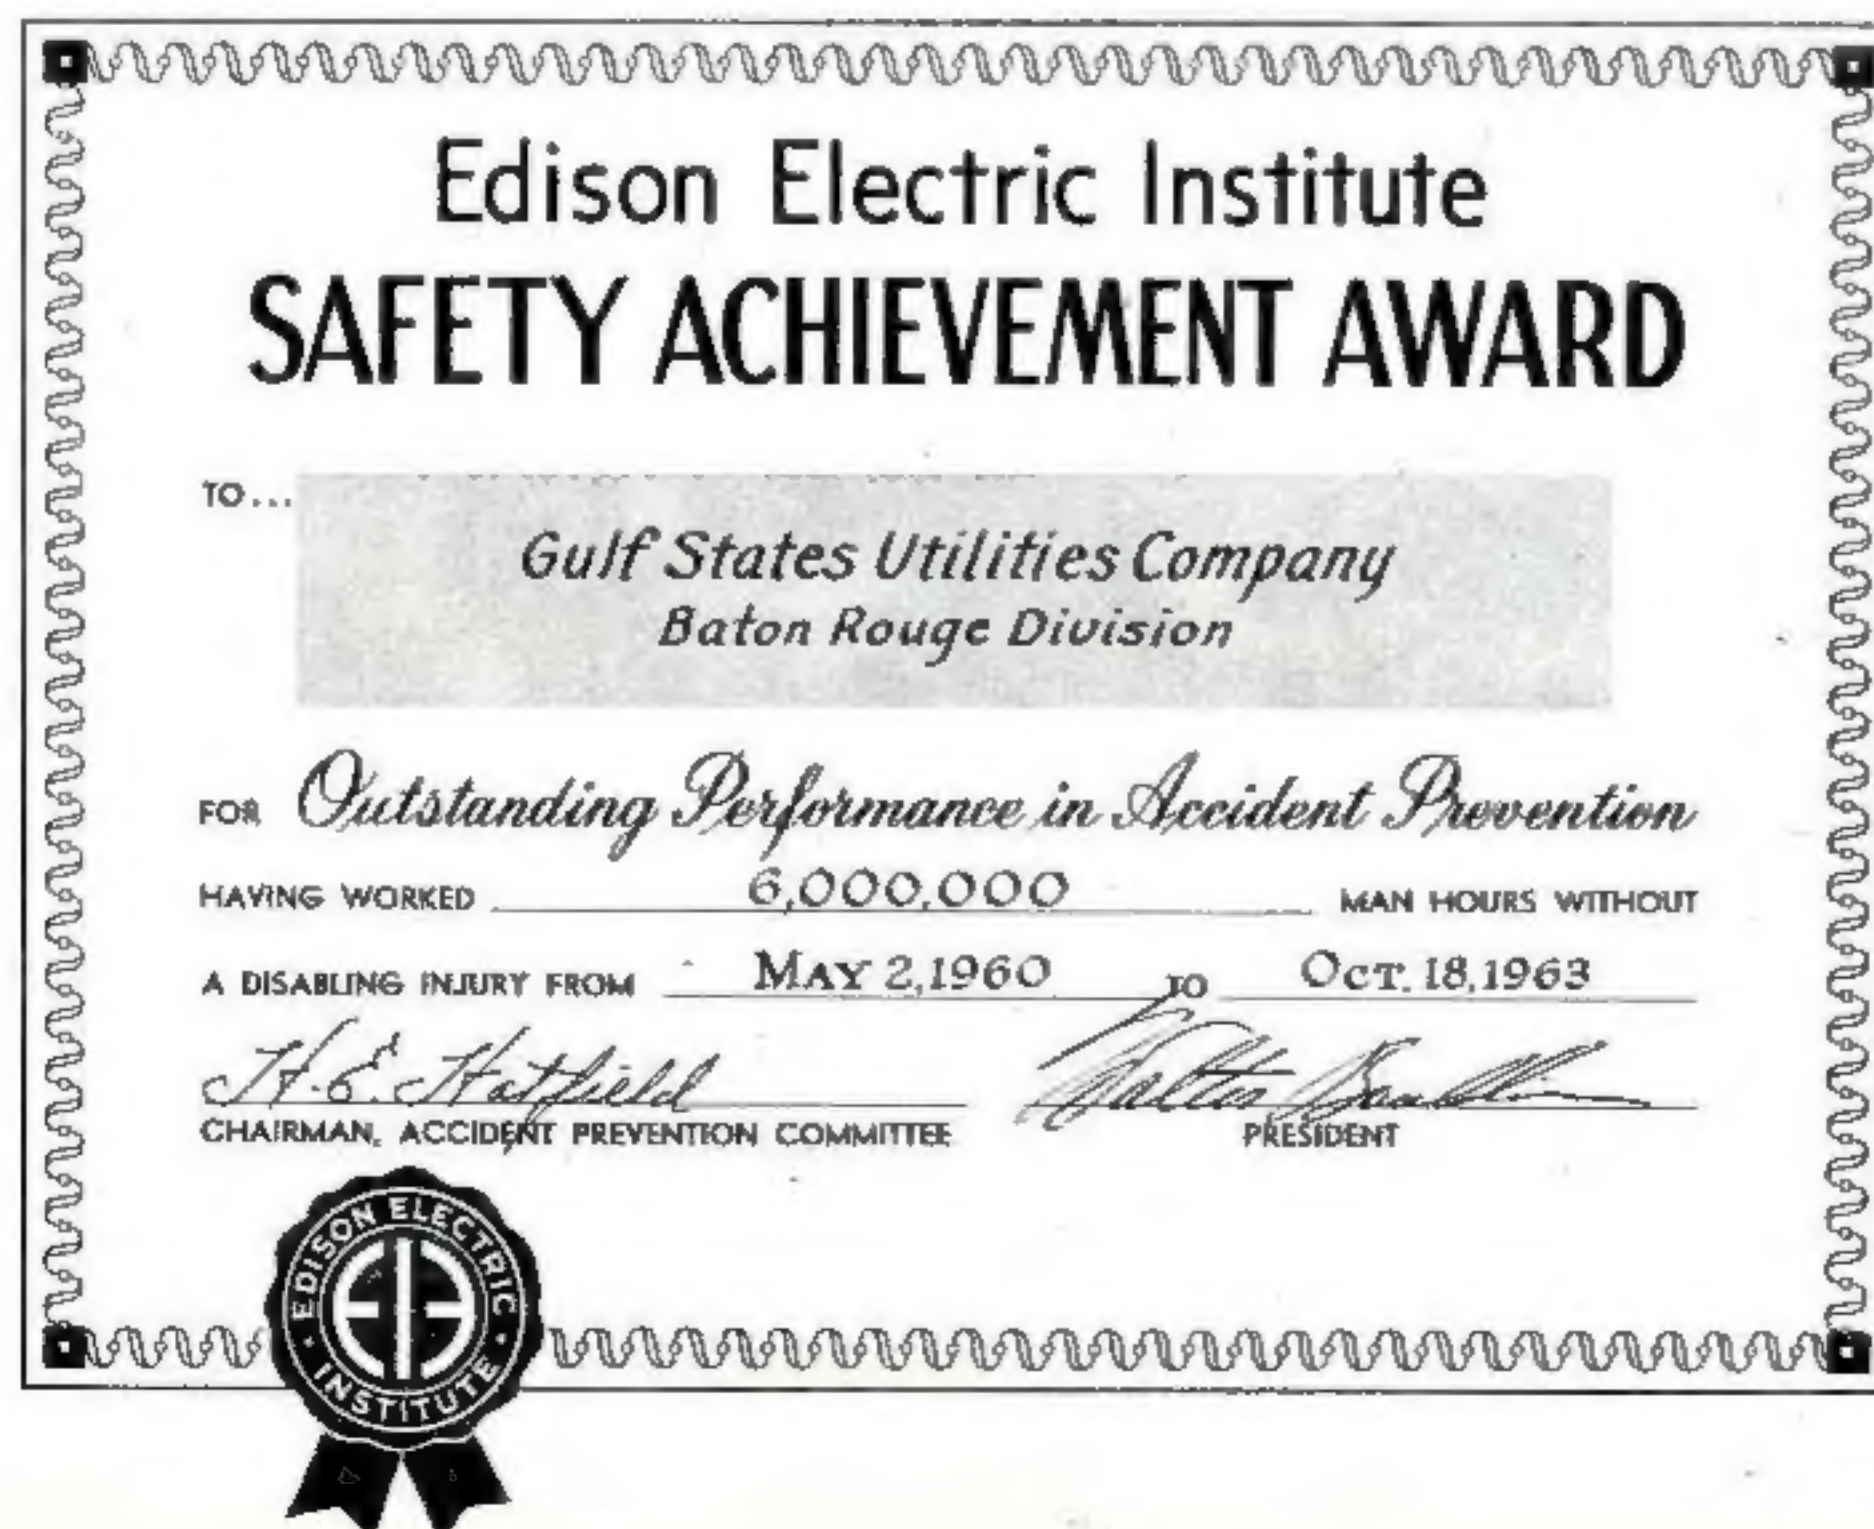 Edison Electric Institute
SAFETY ACHIEVEMENT AWARD
TO...
Gulf States Utilities Company
Baton Rouge Division
FOR Outstanding Performance in Accident Prevention
HAVING WORKED 6,000,000 MAN HOURS WITHOUT
A DISABLING INJURY FROM MAY 2, 1960 TO OCT. 18, 1963
H. E. Hatfield Walter
CHAIRMAN, ACCIDENT PREVENTION COMMITTEE PRESIDENT
EDISON ELECTRIC
INSTITUTE